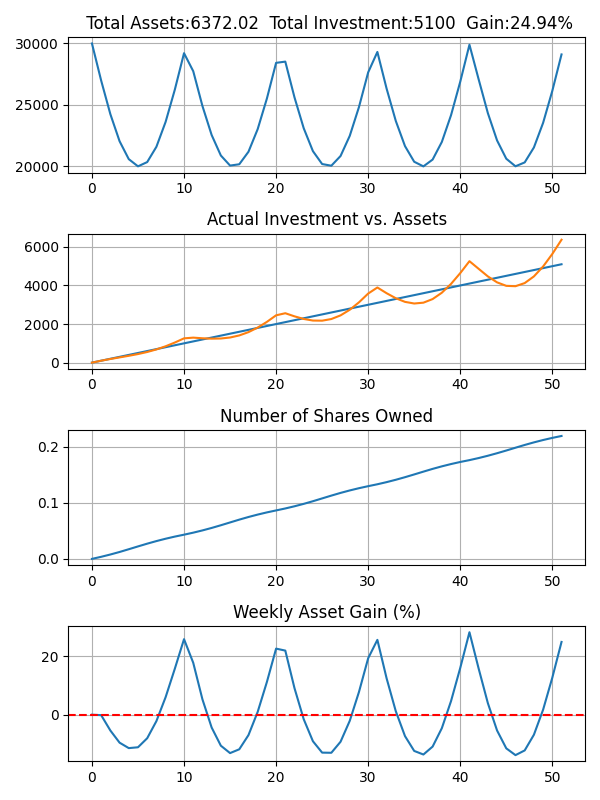 Total Assets:6372.02  Total Investment:5100  Gain:24.94%
30000
25000
20000
0 10 20 30 40 50
Actual Investment vs. Assets
6000
4000
2000
0
0 10 20 30 40 50
Number of Shares Owned
0.2
0.1
0.0
0 10 20 30 40 50
Weekly Asset Gain (%)
20
0
0 10 20 30 40 50